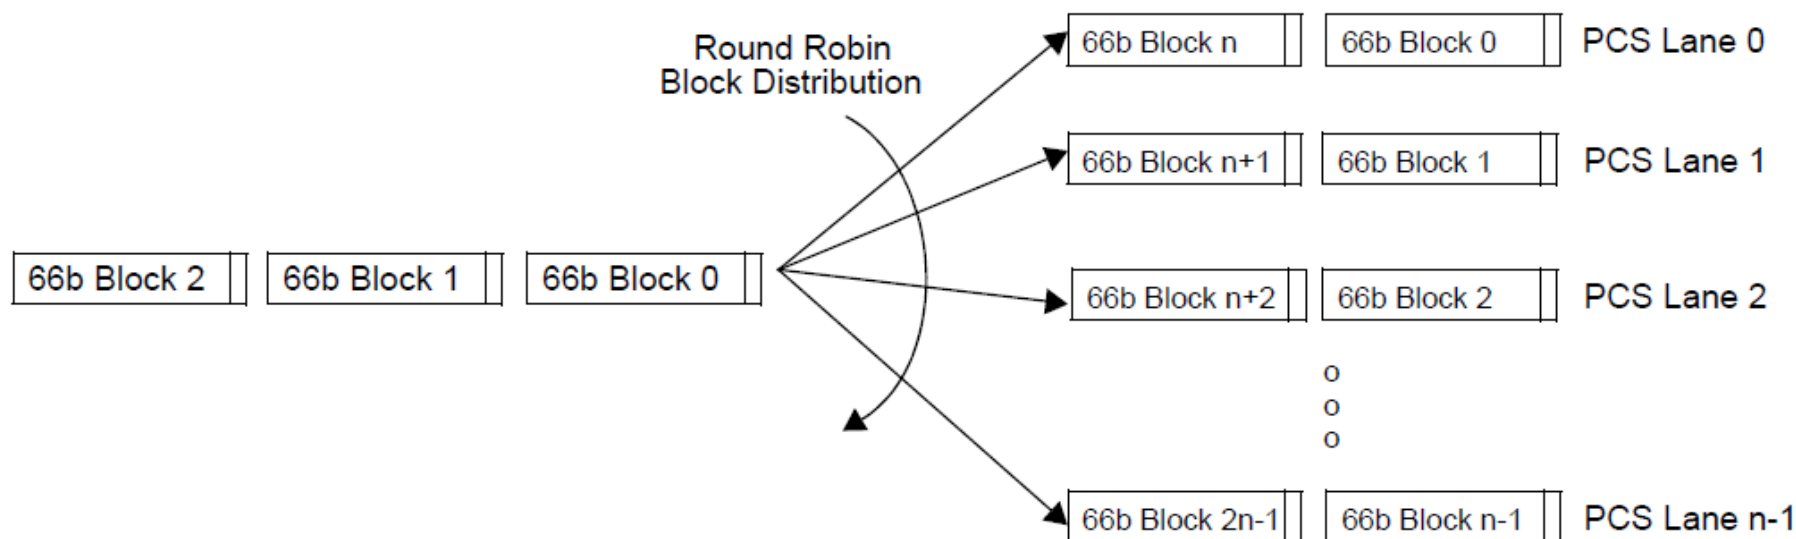 Round Robin
Block Distribution
66b Block 2
66b Block 1
66b Block 0
66b Block n
66b Block 0
PCS Lane 0
66b Block n+1
66b Block 1
PCS Lane 1
66b Block n+2
66b Block 2
PCS Lane 2
o
o
o
66b Block 2n-1
66b Block n-1
PCS Lane n-1